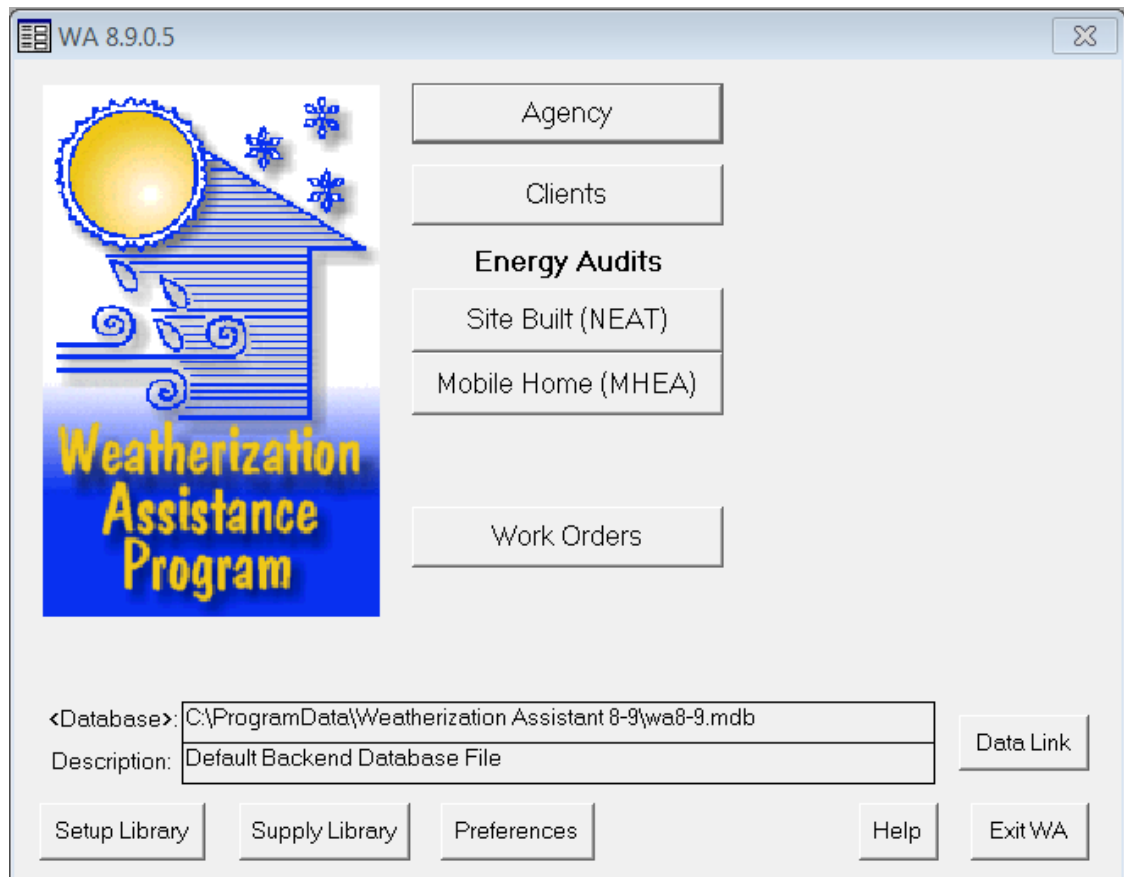 WA 8.9.0.5
Agency
Clients
Energy Audits
Site Built (NEAT)
Mobile Home (MHEA)
Work Orders
Weatherization
Assistance
Program
<Database>: C:\ProgramData\Weatherization Assistant 8-9\wa8-9.mdb
Description: Default Backend Database File
Data Link
Setup Library Supply Library Preferences Help Exit WA